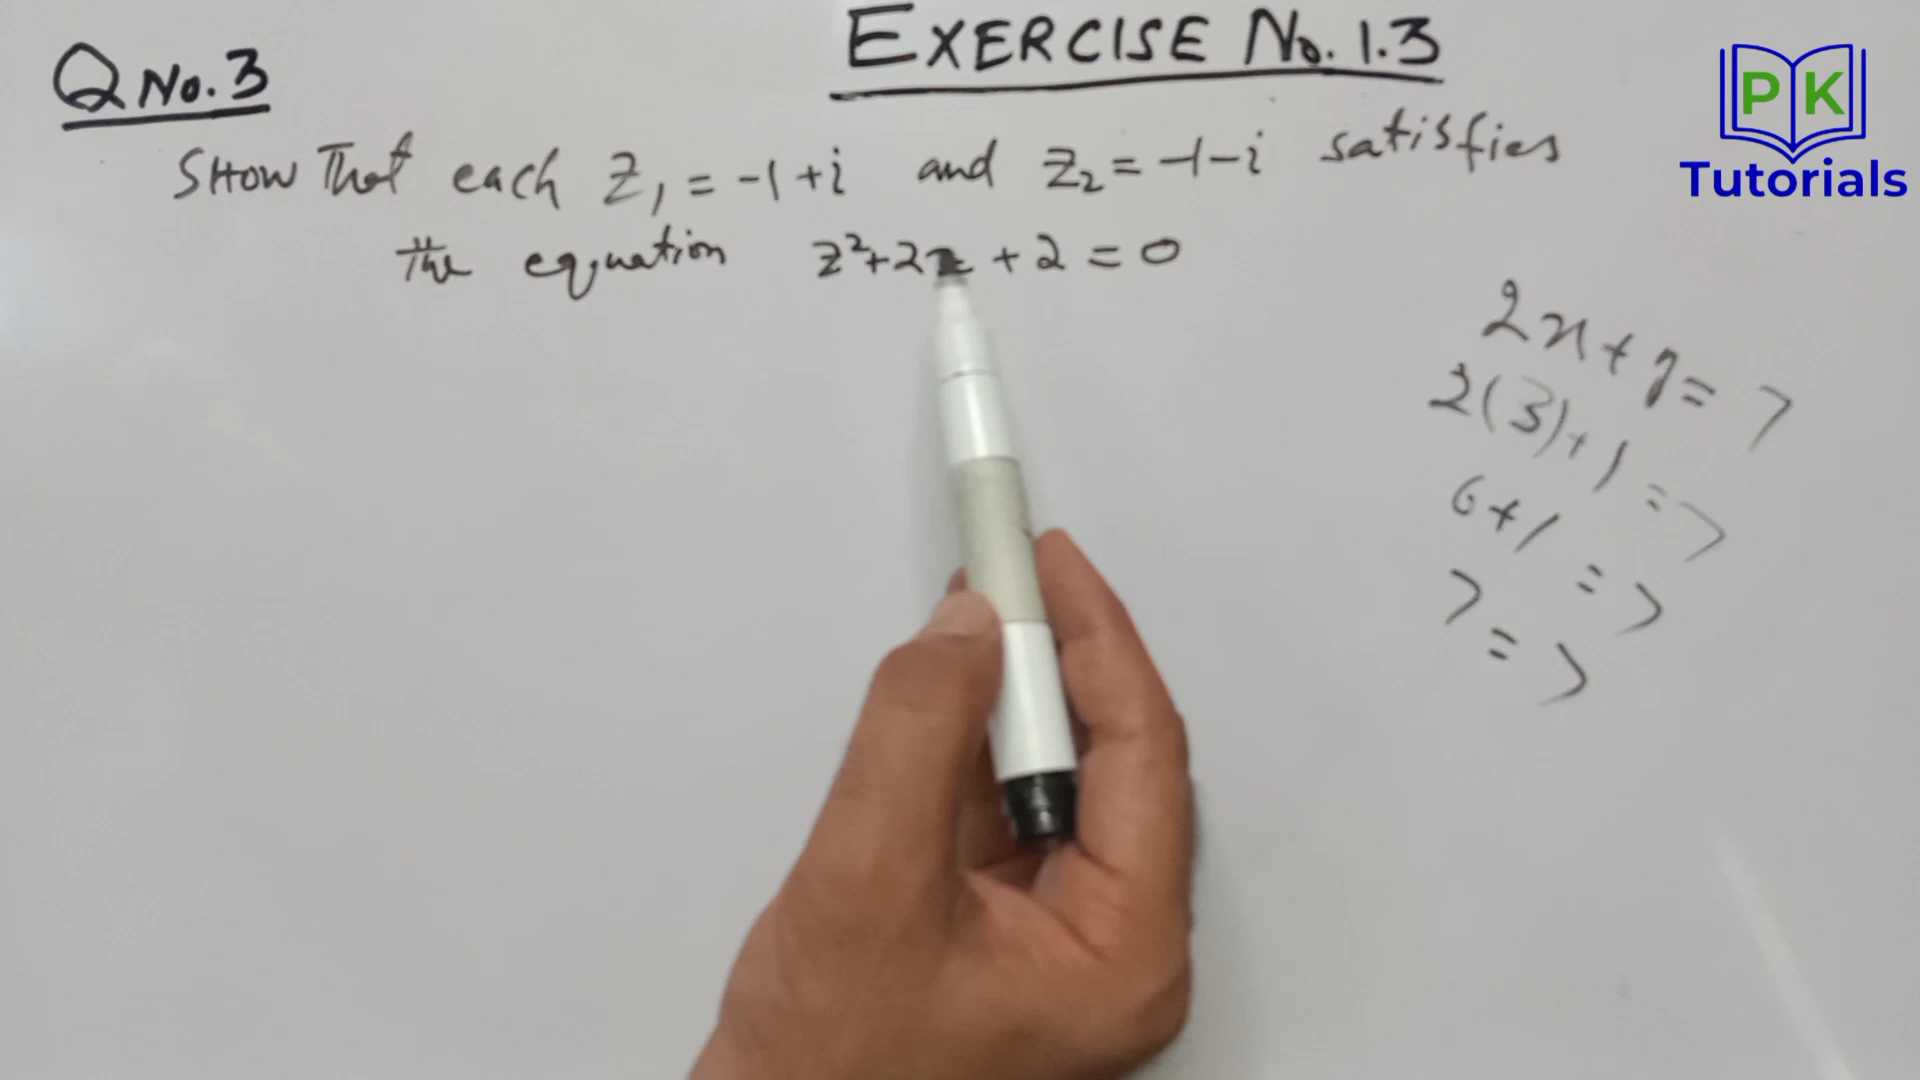 EXERCISE No. 1.3
Q No. 3
SHOW That each Z₁ = -1+i and Z₂ = -1-i satisfies
The equation z²+2z + 2 = 0
2x + y = 7
2(3)+1 = 7
6+1 = 7
7 = 7
PK
Tutorials